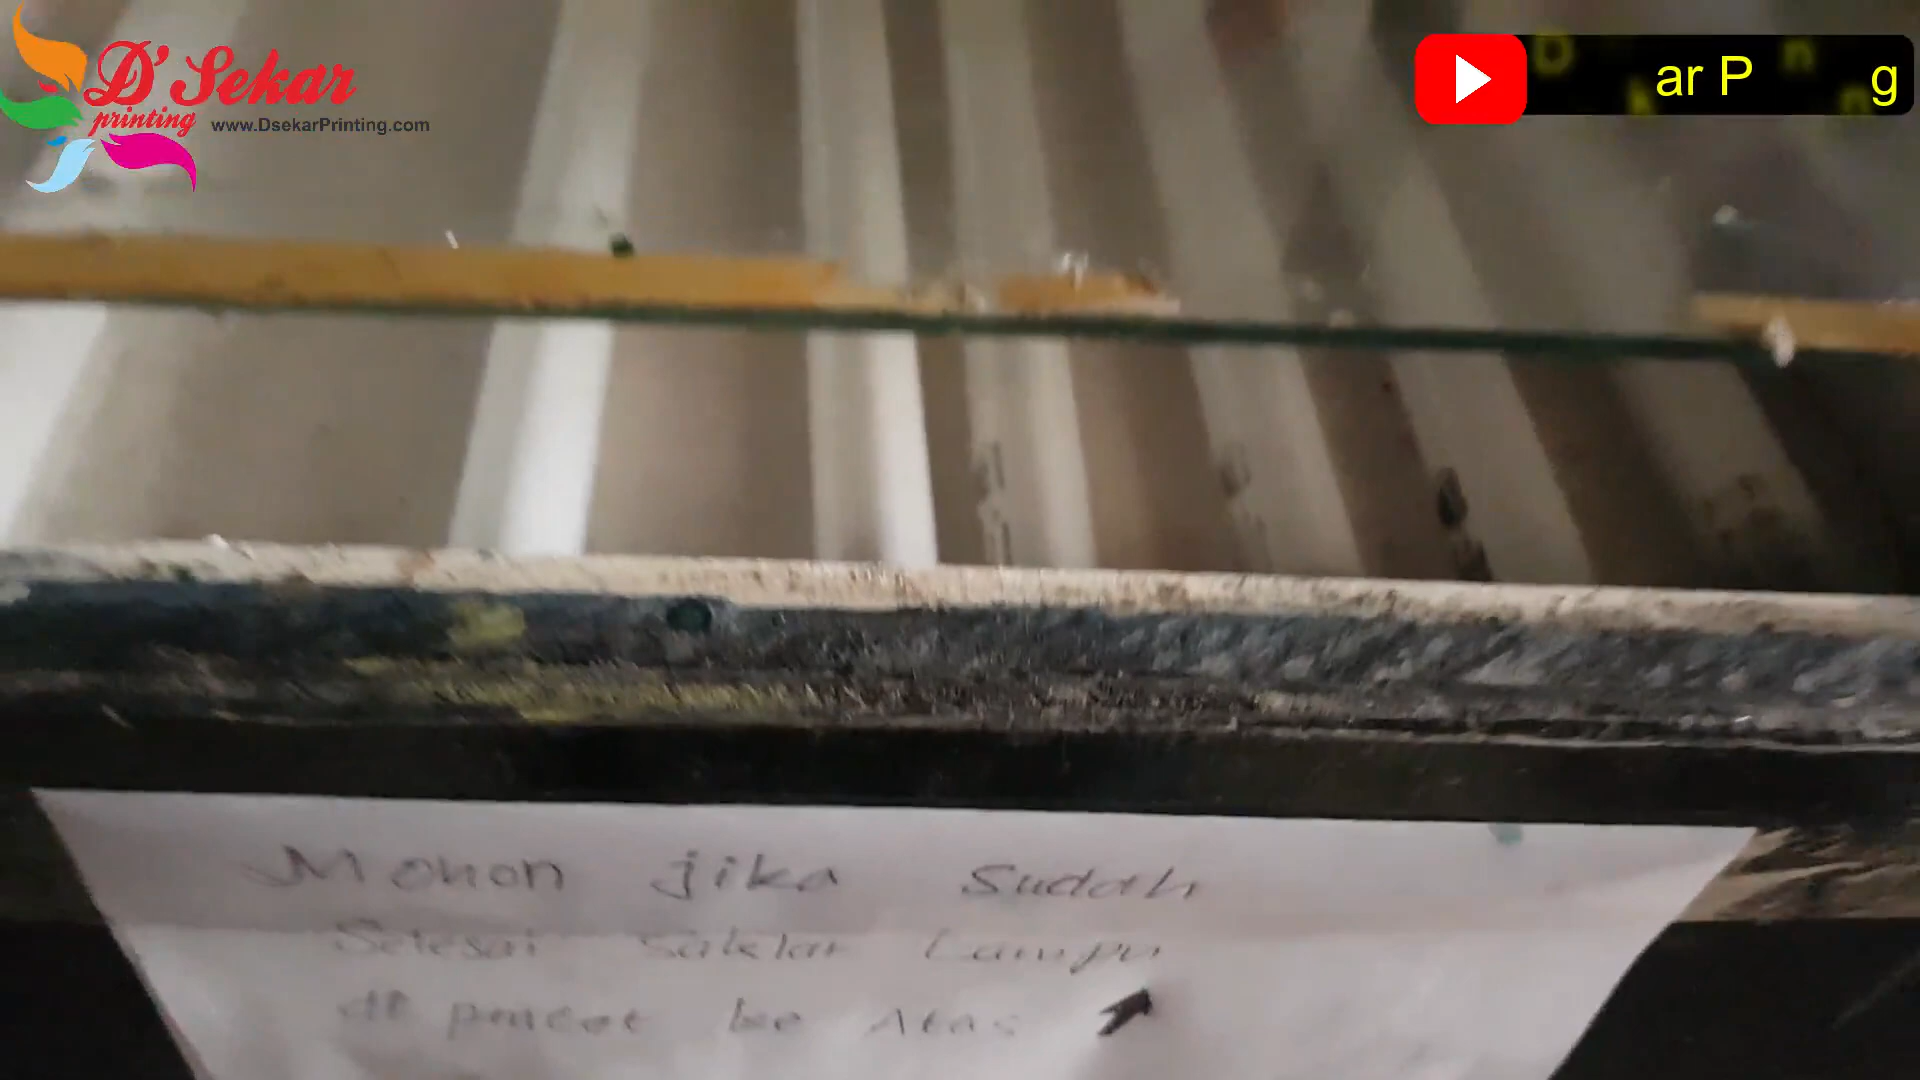 D' Sekar
printing www.DsekarPrinting.com
ar P g
Mohon jika Sudah
Selesai Saklar Lampu
di pencet ke Atas